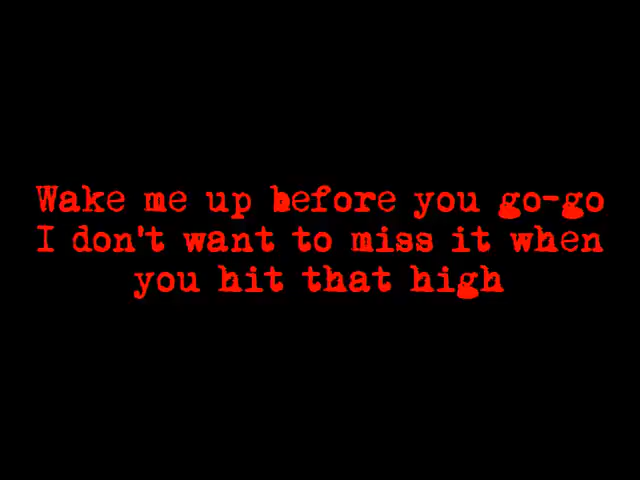 Wake me up before you go-go
I don't want to miss it when
you hit that high